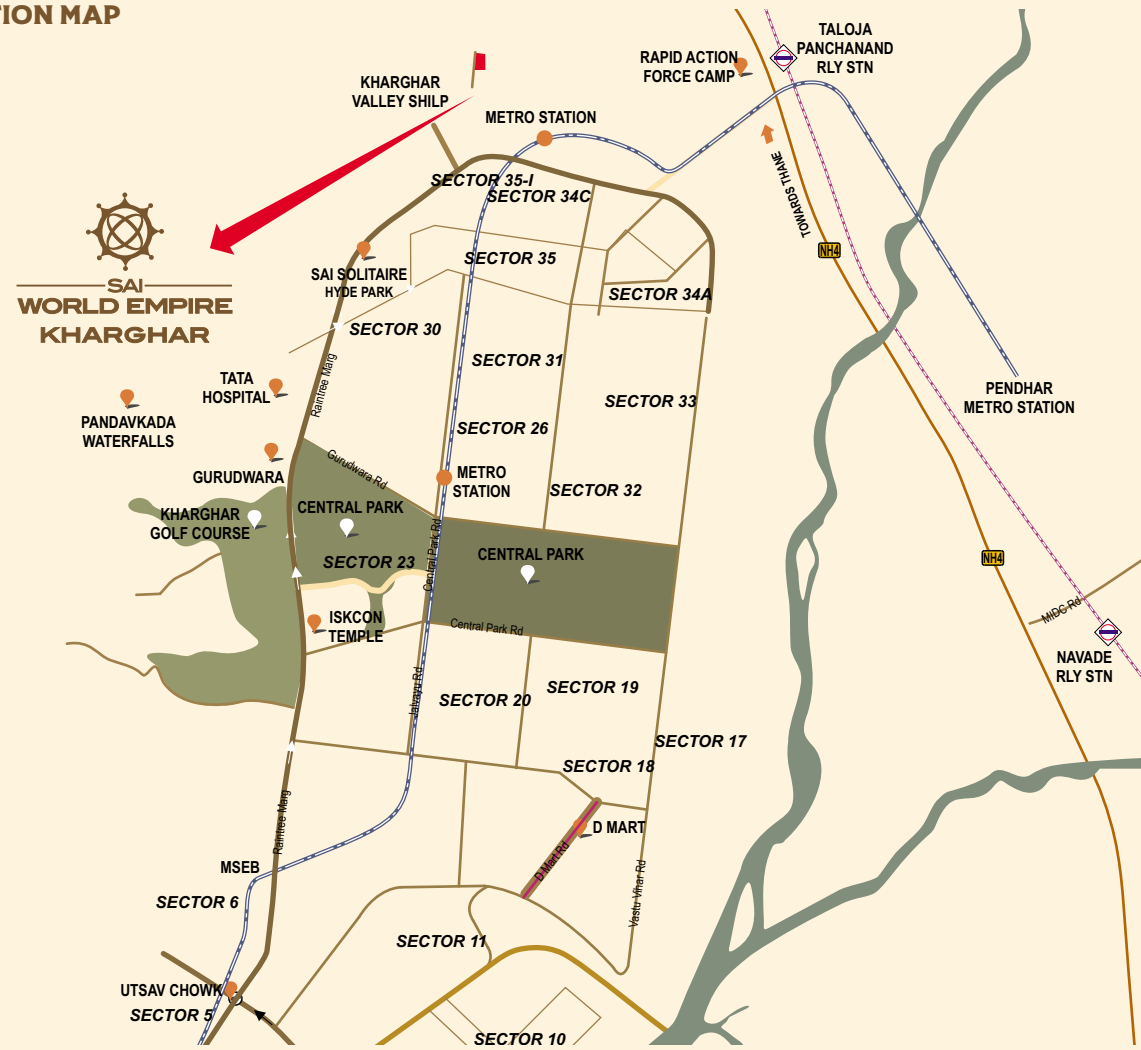 TION MAP
RAPID ACTION
FORCE CAMP
TALOJA
PANCHANAND
RLY STN
KHARGHAR
VALLEY SHILP
METRO STATION
TOWARDS THANE
SECTOR 35-I
SECTOR 34C
NH4
SAI
WORLD EMPIRE
KHARGHAR
SAI SOLITAIRE
HYDE PARK
SECTOR 35
SECTOR 34A
SECTOR 30
Raintree Marg
SECTOR 31
TATA
HOSPITAL
SECTOR 33
PENDHAR
METRO STATION
PANDAVKADA
WATERFALLS
SECTOR 26
GURUDWARA
Gurudwara Rd
METRO
STATION
SECTOR 32
KHARGHAR
GOLF COURSE
CENTRAL PARK
SECTOR 23
Central Park Rd
CENTRAL PARK
NH4
MIDC Rd
ISKCON
TEMPLE
Central Park Rd
NAVADE
RLY STN
Jalvayu Rd
SECTOR 20
SECTOR 19
SECTOR 17
SECTOR 18
Raintree Marg
D MART
D Mart Rd
Vastu Vihar Rd
MSEB
SECTOR 6
SECTOR 11
UTSAV CHOWK
SECTOR 5
SECTOR 10